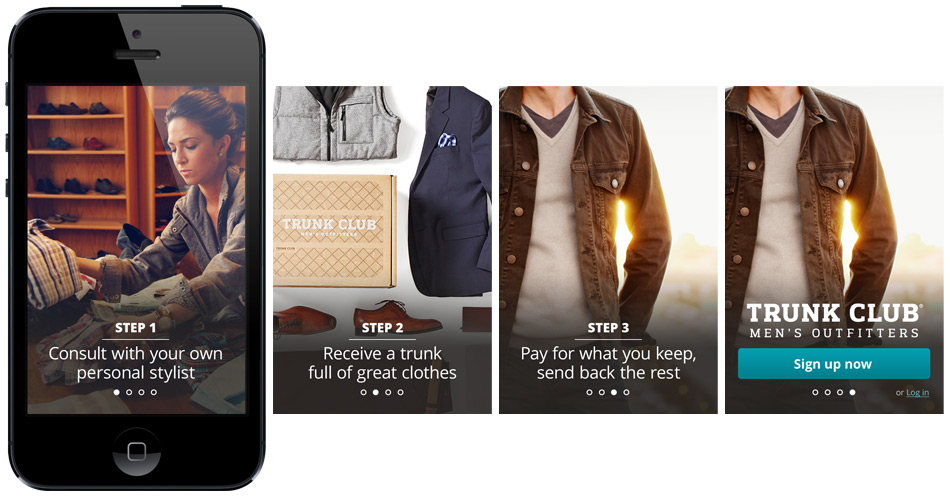 STEP 1
Consult with your own
personal stylist
TRUNK CLUB
MEN'S OUTFITTERS
TRUNK CLUB
STEP 2
Receive a trunk
full of great clothes
STEP 3
Pay for what you keep,
send back the rest
TRUNK CLUB®
MEN'S OUTFITTERS
Sign up now
or Log in